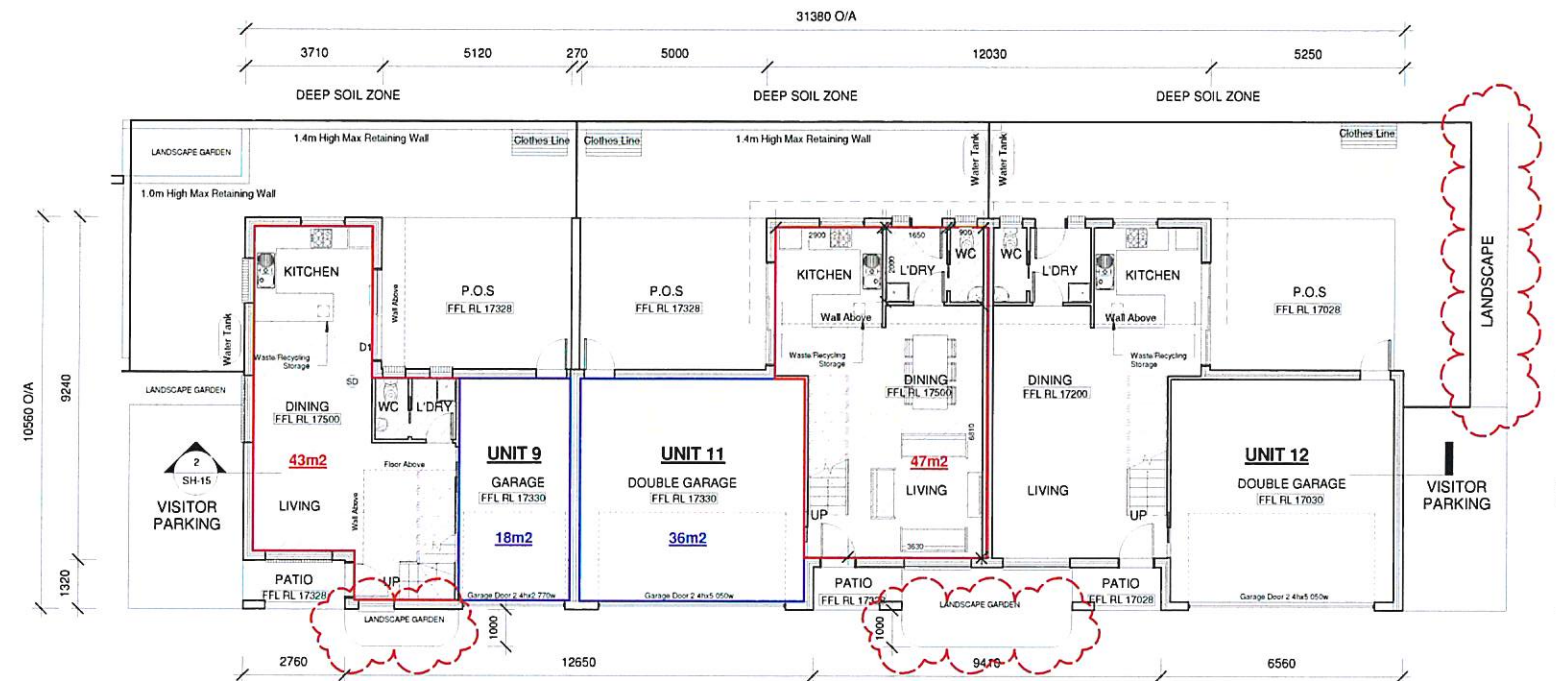 31380 O/A
3710
5120
270
5000
12030
5250
DEEP SOIL ZONE
DEEP SOIL ZONE
DEEP SOIL ZONE
1.4m High Max Retaining Wall
Clothes Line
Clothes Line
1.4m High Max Retaining Wall
Water Tank
Water Tank
Clothes Line
LANDSCAPE GARDEN
1.0m High Max Retaining Wall
LANDSCAPE
10560 O/A
9240
1320
KITCHEN
Wall Above
P.O.S
FFL RL 17328
P.O.S
FFL RL 17328
2900
1650
900
2000
KITCHEN
L'DRY
WC
WC
L'DRY
KITCHEN
P.O.S
FFL RL 17028
Wall Above
Wall Above
Water Tank
Waste/Recycling
Storage
D1
SD
Waste/Recycling
Storage
Waste/Recycling
Storage
LANDSCAPE GARDEN
DINING
FFL RL 17500
WC
L'DRY
DINING
FFL RL 17500
DINING
FFL RL 17200
43m2
Floor Above
UNIT 9
GARAGE
FFL RL 17330
18m2
UNIT 11
DOUBLE GARAGE
FFL RL 17330
36m2
6810
47m2
LIVING
LIVING
UNIT 12
DOUBLE GARAGE
FFL RL 17030
2
SH-15
VISITOR
PARKING
VISITOR
PARKING
LIVING
Wall Above
UP
UP
UP
3630
PATIO
FFL RL 17328
Garage Door 2.4hx2.770w
Garage Door 2.4hx5.050w
PATIO
PATIO
FFL RL 17028
Garage Door 2.4hx5.050w
LANDSCAPE GARDEN
1000
LANDSCAPE GARDEN
1000
2760
12650
9410
6560